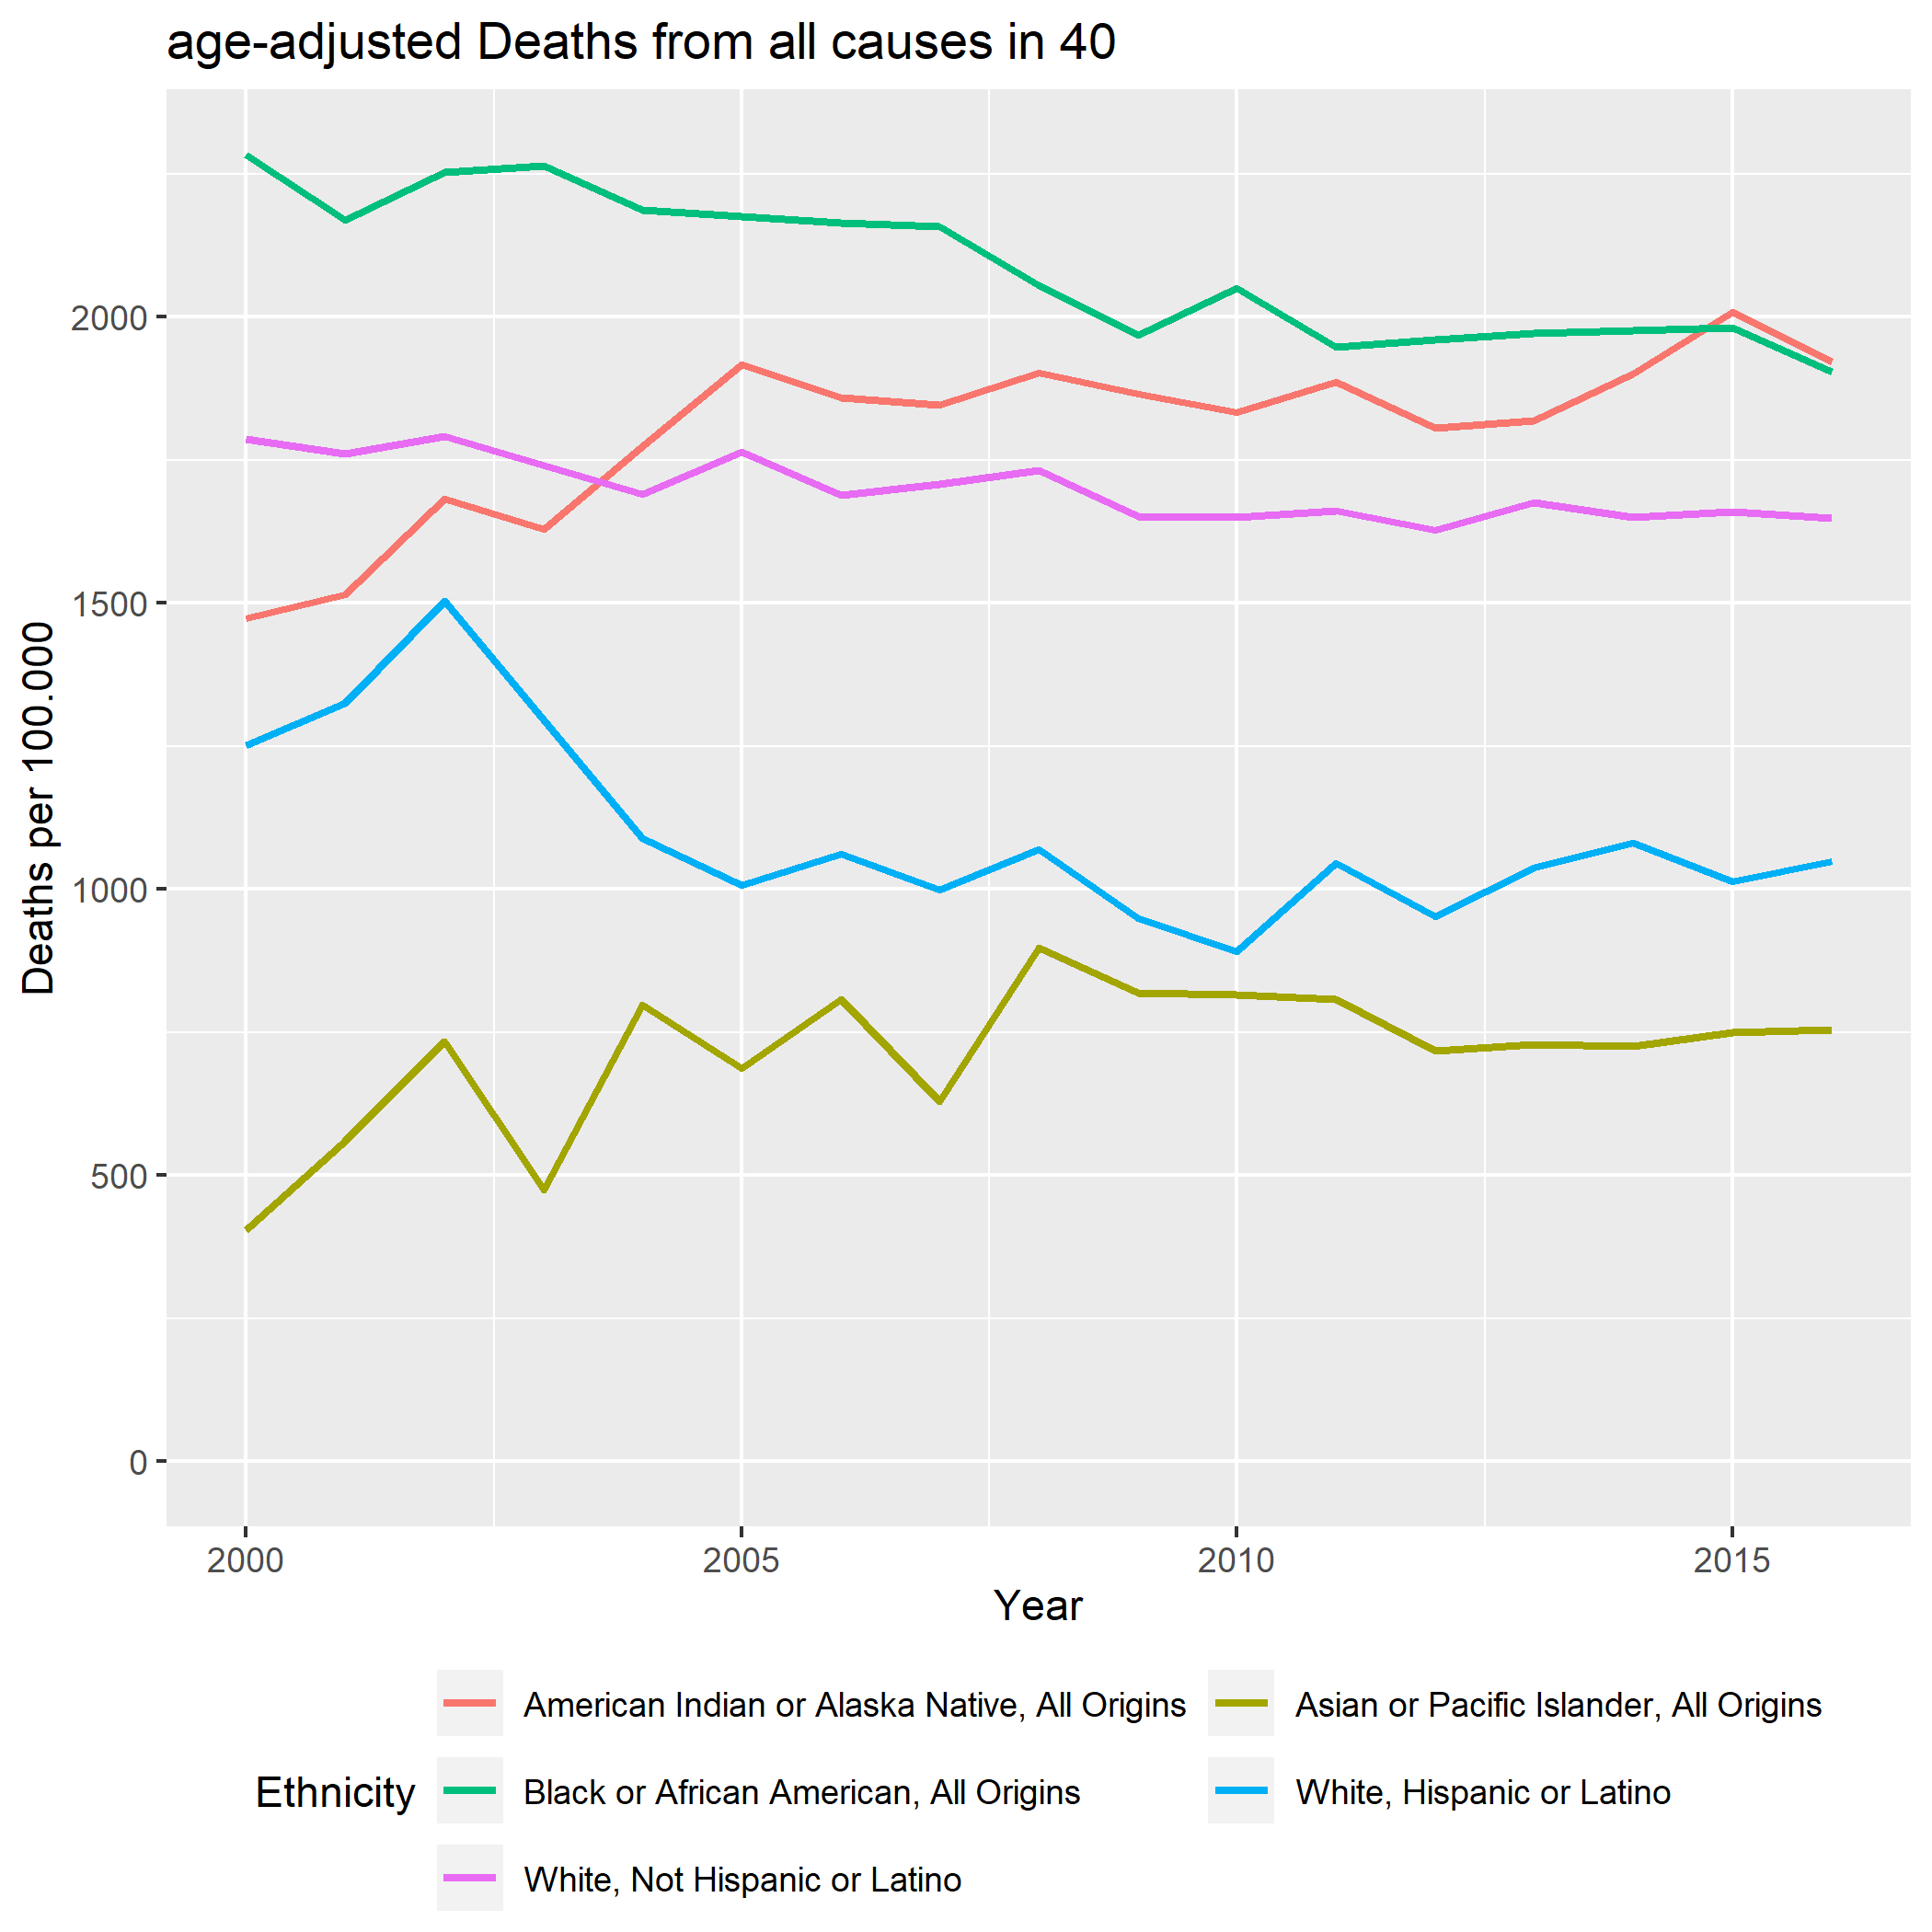 age-adjusted Deaths from all causes in 40
Deaths per 100.000
2000
1500
1000
500
0
2000
2005
2010
2015
Year
Ethnicity
American Indian or Alaska Native, All Origins
Asian or Pacific Islander, All Origins
Black or African American, All Origins
White, Hispanic or Latino
White, Not Hispanic or Latino